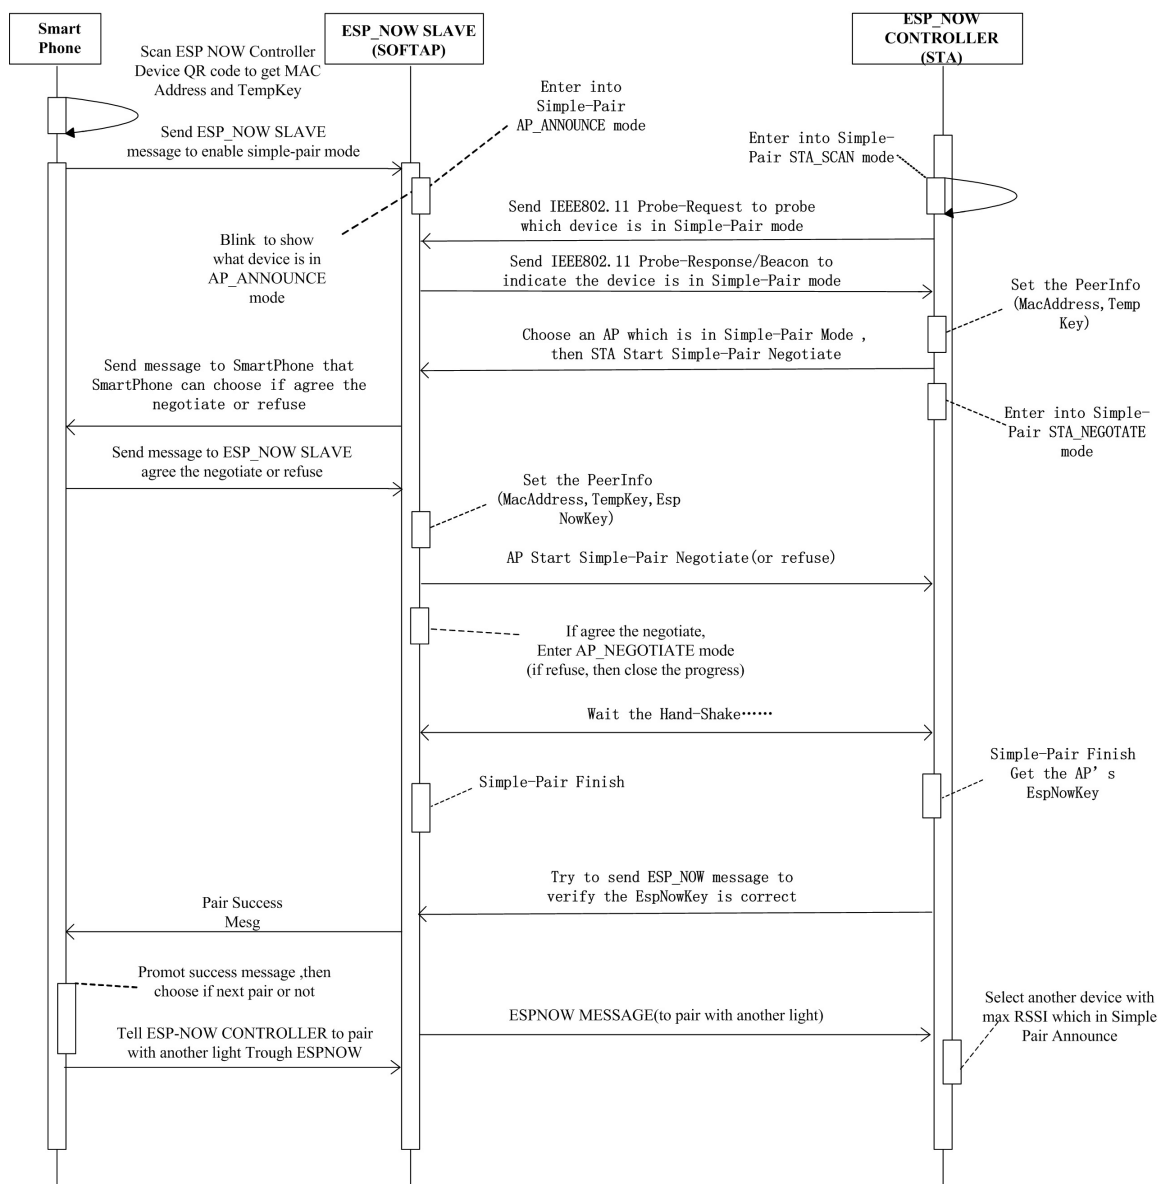 Smart
Phone
ESP_NOW SLAVE
(SOFTAP)
ESP_NOW
CONTROLLER
(STA)
Scan ESP NOW Controller
Device QR code to get MAC
Address and TempKey
Enter into
Simple-Pair
AP_ANNOUNCE mode
Send ESP_NOW SLAVE
message to enable simple-pair mode
Enter into Simple-
Pair STA_SCAN mode
Send IEEE802.11 Probe-Request to probe
which device is in Simple-Pair mode
Blink to show
what device is in
AP_ANNOUNCE
mode
Send IEEE802.11 Probe-Response/Beacon to
indicate the device is in Simple-Pair mode
Set the PeerInfo
(MacAddress,Temp
Key)
Choose an AP which is in Simple-Pair Mode ,
then STA Start Simple-Pair Negotiate
Send message to SmartPhone that
SmartPhone can choose if agree the
negotiate or refuse
Enter into Simple-
Pair STA_NEGOTATE
mode
Send message to ESP_NOW SLAVE
agree the negotiate or refuse
Set the PeerInfo
(MacAddress,TempKey,Esp
NowKey)
AP Start Simple-Pair Negotiate(or refuse)
If agree the negotiate,
Enter AP_NEGOTIATE mode
(if refuse, then close the progress)
Wait the Hand-Shake······
Simple-Pair Finish
Simple-Pair Finish
Get the AP's
EspNowKey
Try to send ESP_NOW message to
verify the EspNowKey is correct
Pair Success
Mesg
Promot success message ,then
choose if next pair or not
ESPNOW MESSAGE(to pair with another light)
Select another device with
max RSSI which in Simple
Pair Announce
Tell ESP-NOW CONTROLLER to pair
with another light Trough ESPNOW